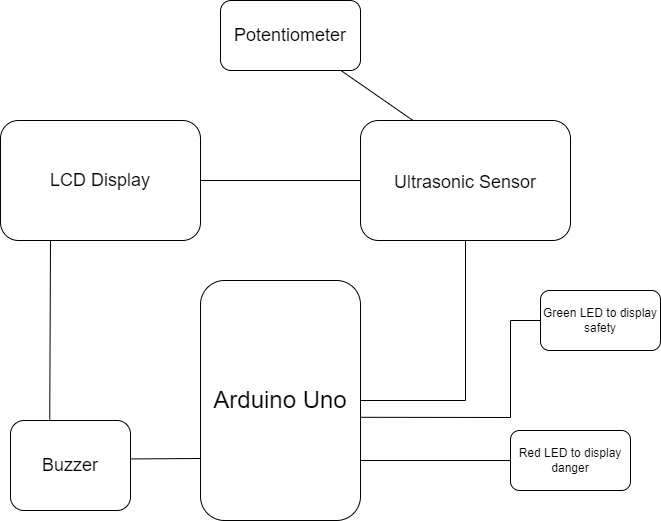 Potentiometer
LCD Display
Ultrasonic Sensor
Green LED to display
safety
Arduino Uno
Red LED to display
danger
Buzzer